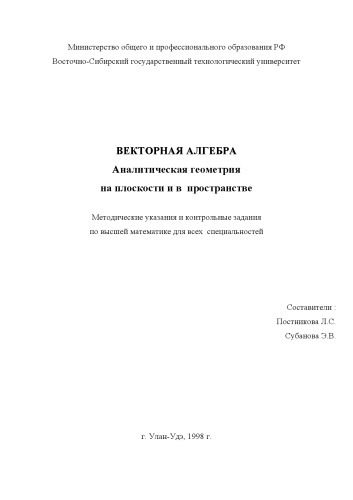 Министерство общего и профессионального образования РФ
Восточно-Сибирский государственный технологический университет
ВЕКТОРНАЯ АЛГЕБРА
Аналитическая геометрия
на плоскости и в пространстве
Методические указания и контрольные задания
по высшей математике для всех специальностей
Составители :
Постникова Л.С.
Субанова Э.В.
г. Улан-Удэ, 1998 г.